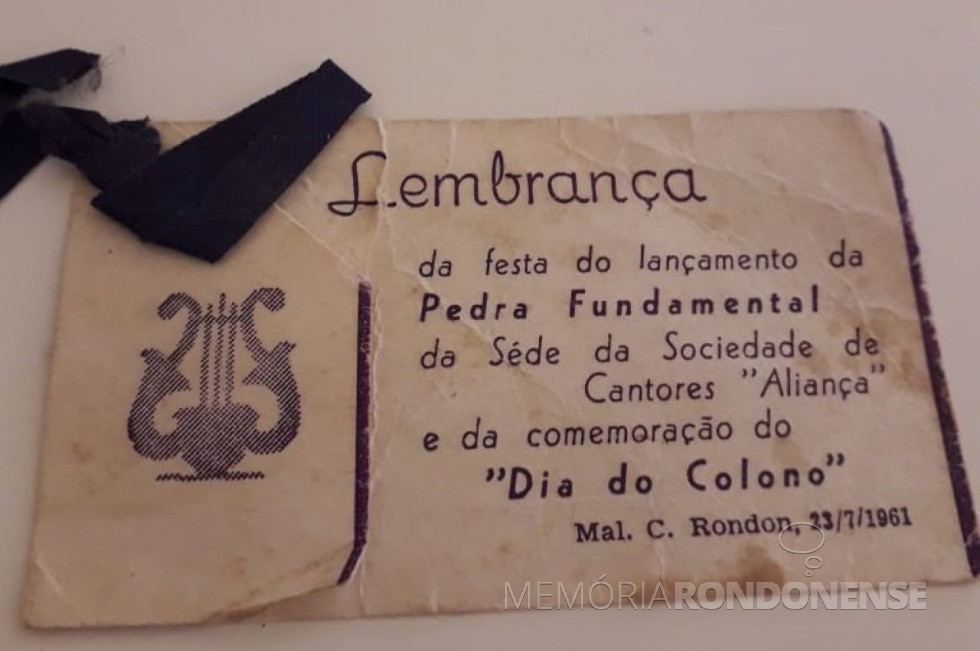 Lembrança
da festa do lançamento da
Pedra Fundamental
da Séde da Sociedade de
Cantores "Aliança"
e da comemoração do
"Dia do Colono"
Mal. C. Rondon, 23/7/1961
MEMÓRIARONDONENSE